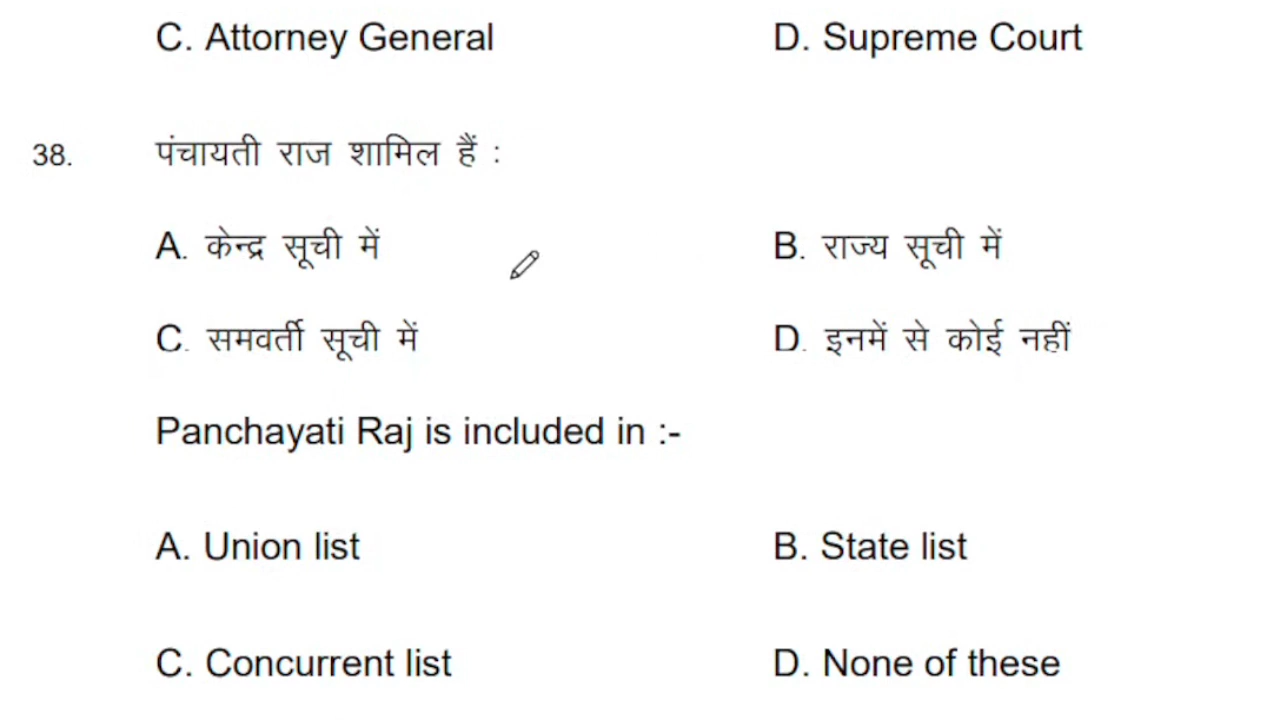 C. Attorney General D. Supreme Court
38. पंचायती राज शामिल हैं :
A. केन्द्र सूची में B. राज्य सूची में
C. समवर्ती सूची में D. इनमें से कोई नहीं
Panchayati Raj is included in :-
A. Union list B. State list
C. Concurrent list D. None of these